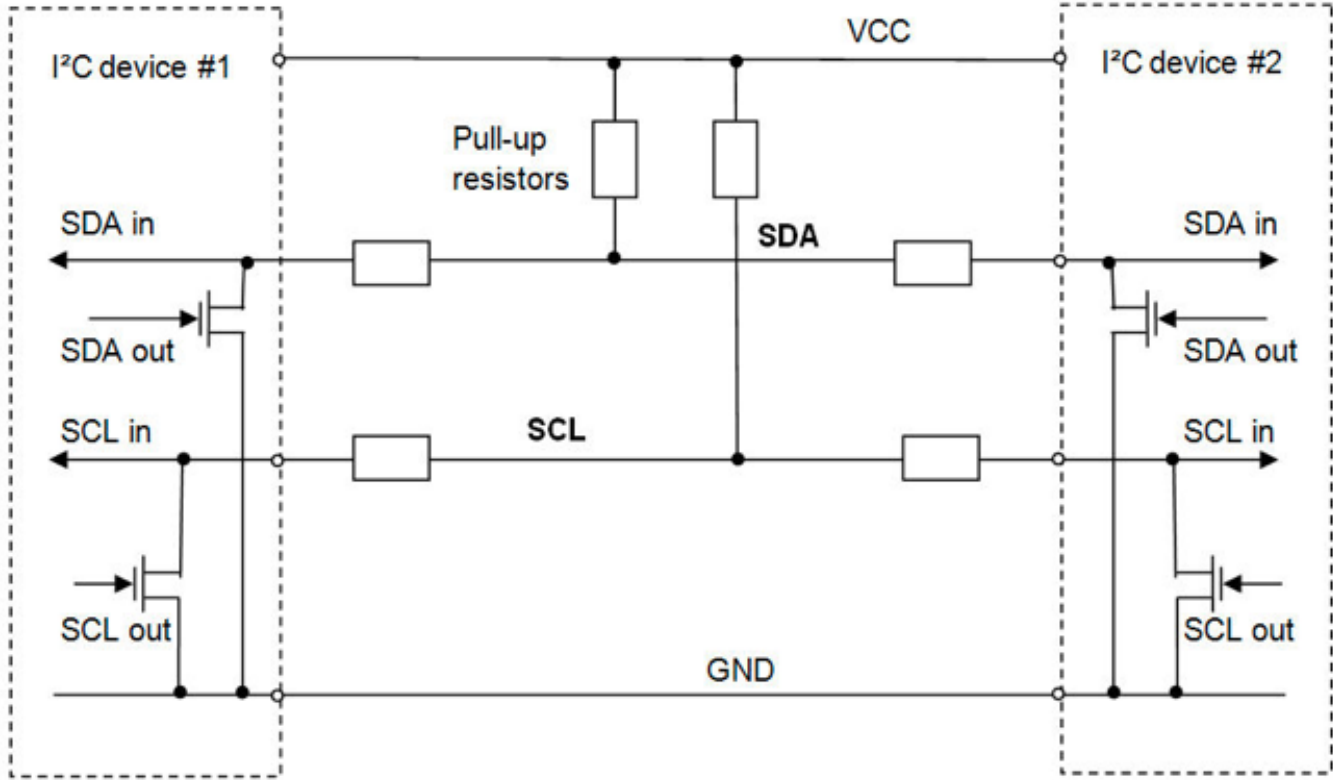 VCC
I²C device #1
I²C device #2
Pull-up
resistors
SDA in
SDA
SDA in
SDA out
SDA out
SCL in
SCL
SCL in
SCL out
SCL out
GND